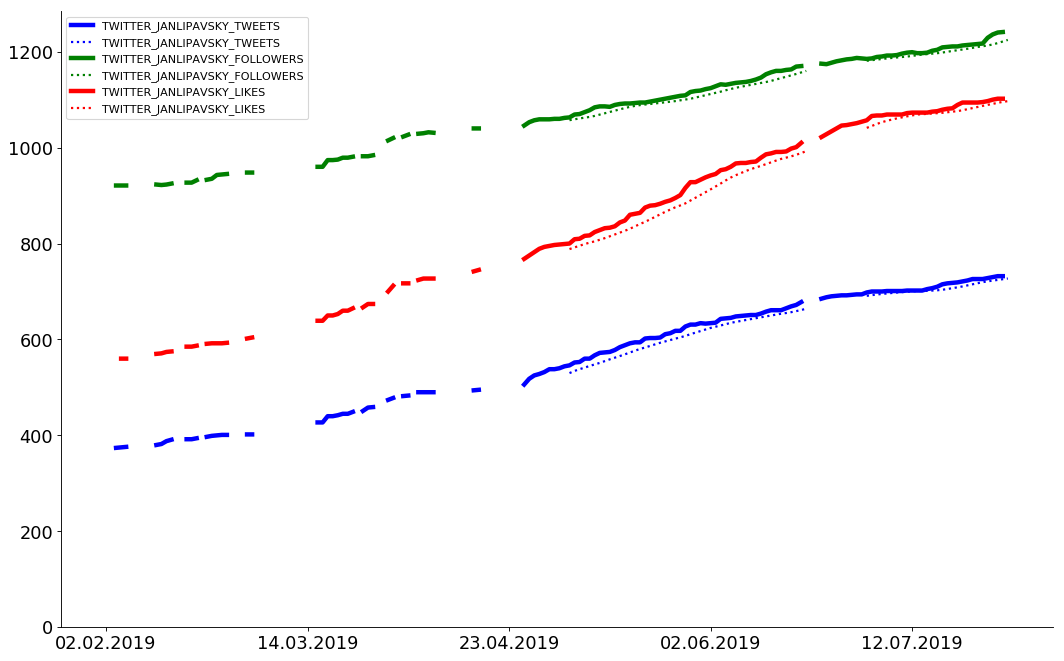 TWITTER_JANLIPAVSKY_TWEETS
TWITTER_JANLIPAVSKY_TWEETS
TWITTER_JANLIPAVSKY_FOLLOWERS
TWITTER_JANLIPAVSKY_FOLLOWERS
TWITTER_JANLIPAVSKY_LIKES
TWITTER_JANLIPAVSKY_LIKES
1200
1000
800
600
400
200
0
02.02.2019 14.03.2019 23.04.2019 02.06.2019 12.07.2019